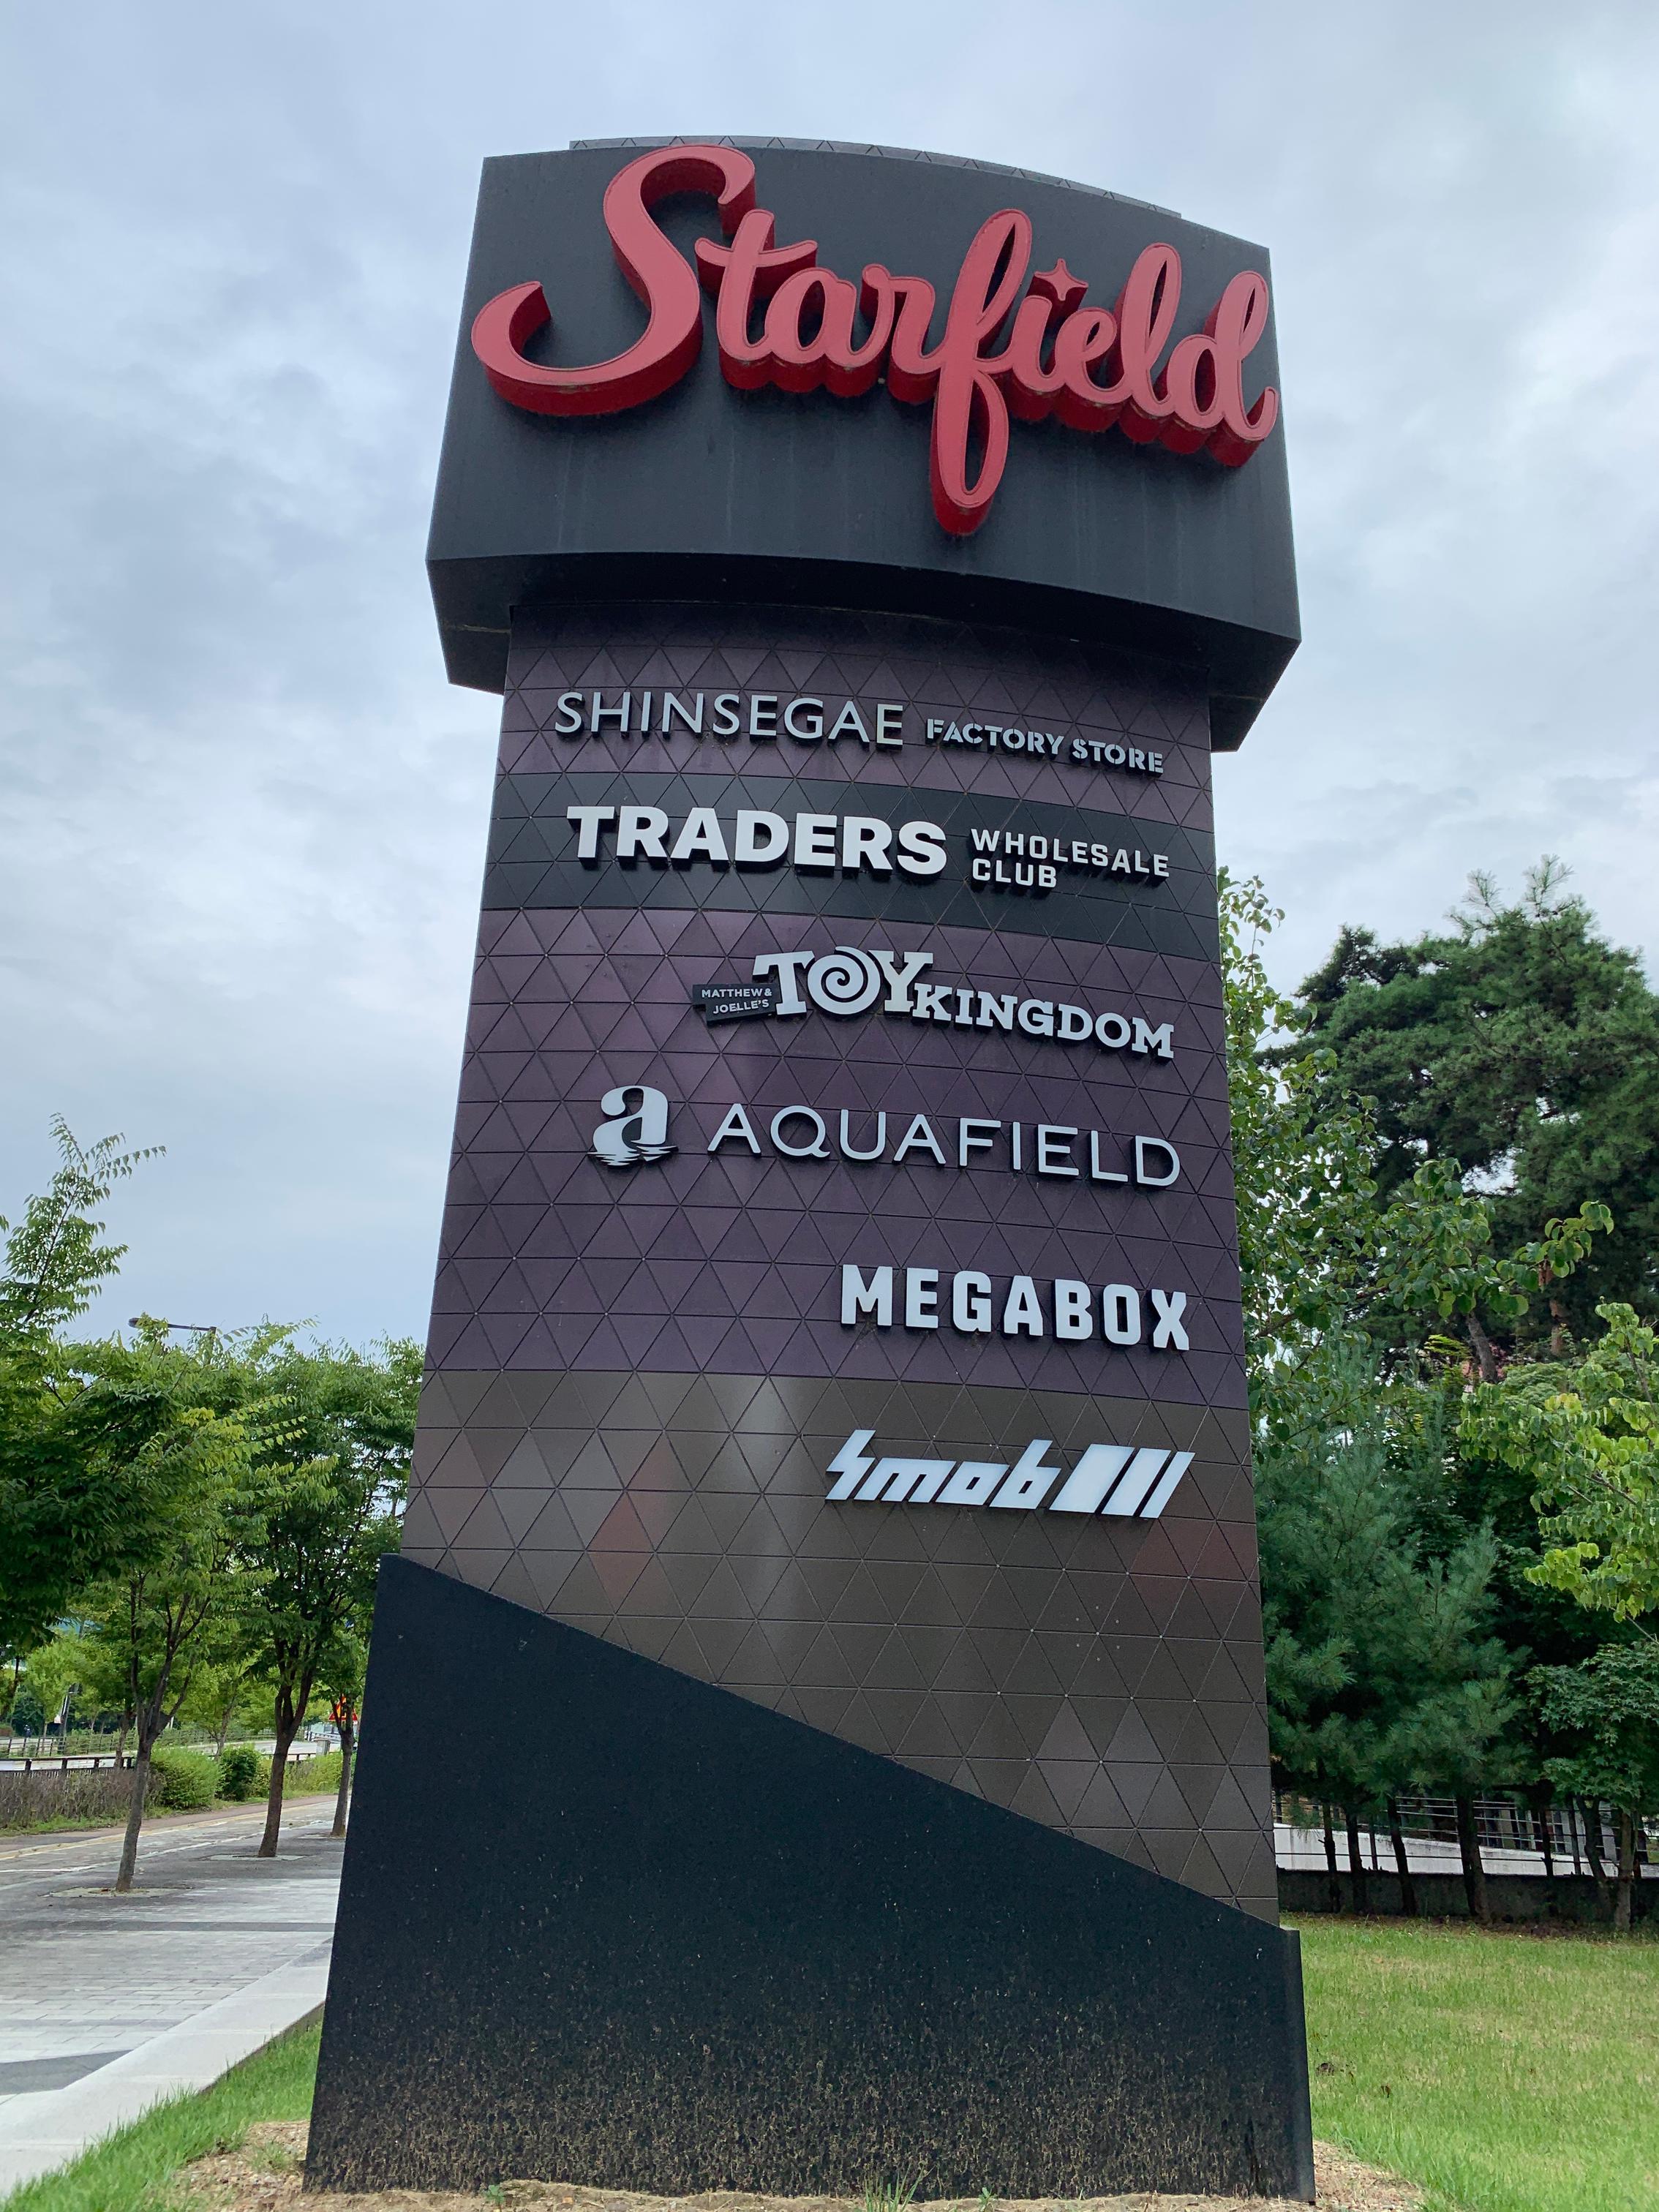 Starfield
SHINSEGAE FACTORY STORE
TRADERS WHOLESALE
CLUB
MATTHEW &
JOELLE'S
TOY KINGDOM
a AQUAFIELD
MEGABOX
Smob